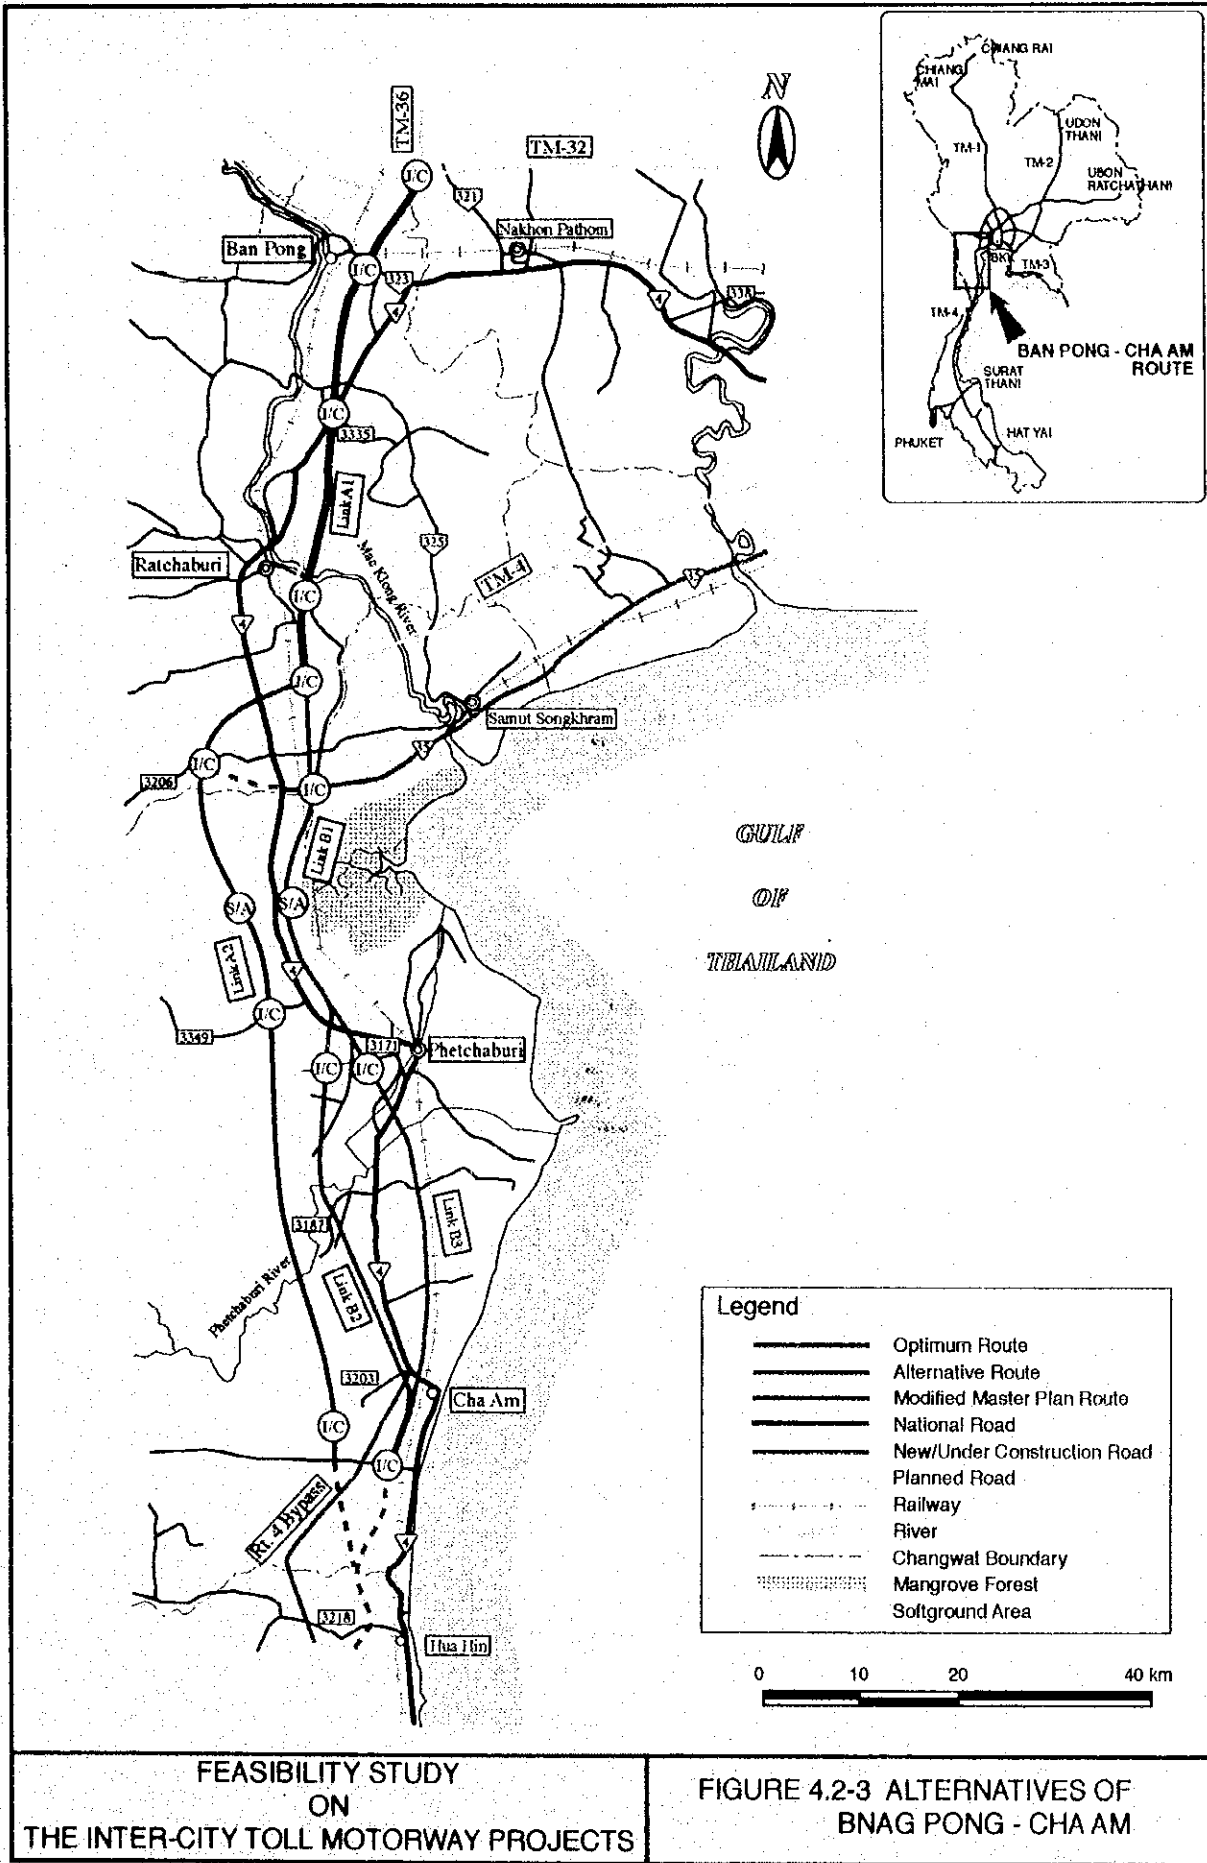 N
TM-36
TM-32
I/C
321
Nakhon Pathom
Ban Pong
I/C
323
4
4
338
I/C
3335
Link A1
325
Mae Klong River
TM-4
35
Ratchaburi
I/C
4
I/C
Samut Songkhram
35
I/C
3206
I/C
Link B1
S/A
S/A
Link A2
4
I/C
3349
3171
Phetchaburi
I/C
I/C
3187
Link B3
4
Link B2
Phetchaburi River
3203
Cha Am
I/C
I/C
Rt. 4 Bypass
4
3218
Hua Hin
GULF
OF
THAILAND
CHIANG RAI
CHIANG
MAI
UDON
THANI
TM-1
TM-2
UBON
RATCHATHANI
BKK
TM-3
TM-4
BAN PONG - CHA AM
ROUTE
SURAT
THANI
PHUKET
HAT YAI
Legend
Optimum Route
Alternative Route
Modified Master Plan Route
National Road
New/Under Construction Road
Planned Road
Railway
River
Changwat Boundary
Mangrove Forest
Softground Area
0 10 20 40 km
FEASIBILITY STUDY
ON
THE INTER-CITY TOLL MOTORWAY PROJECTS
FIGURE 4.2-3 ALTERNATIVES OF
BNAG PONG - CHA AM